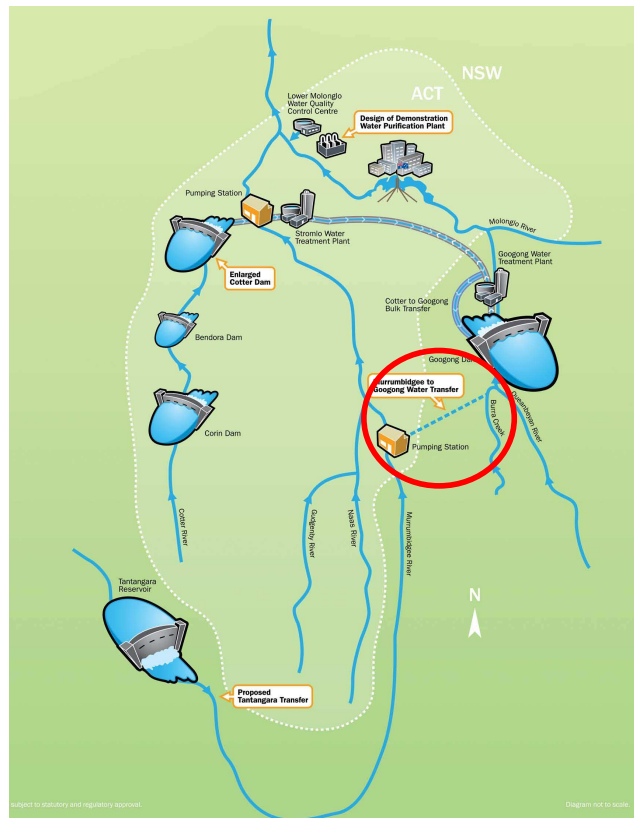 NSW
ACT
Lower Molonglo
Water Quality
Control Centre
Design of Demonstration
Water Purification Plant
Pumping Station
Stromlo Water
Treatment Plant
Molonglo River
Googong Water
Treatment Plant
Enlarged
Cotter Dam
Cotter to Googong
Bulk Transfer
Bendora Dam
Googong Da
Murrumbidgee to
Googong Water Transfer
Burra Creek
Queanbeyan River
Corin Dam
Pumping Station
Cotter River
Gudgenby River
Naas River
Murrumbidgee River
Tantangara
Reservoir
N
Proposed
Tantangara Transfer
subject to statutory and regulatory approval.
Diagram not to scale.